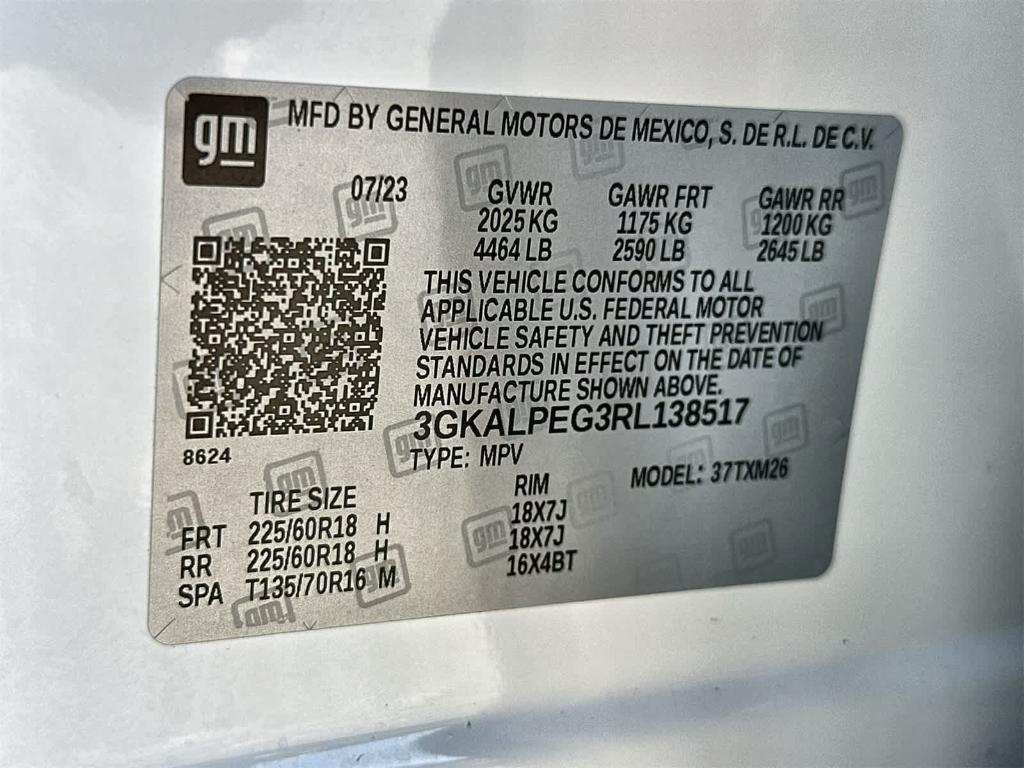 gm MFD BY GENERAL MOTORS DE MEXICO, S. DE R.L. DE C.V.
07/23 GVWR GAWR FRT GAWR RR
2025 KG 1175 KG 1200 KG
4464 LB 2590 LB 2645 LB
THIS VEHICLE CONFORMS TO ALL
APPLICABLE U.S. FEDERAL MOTOR
VEHICLE SAFETY AND THEFT PREVENTION
STANDARDS IN EFFECT ON THE DATE OF
MANUFACTURE SHOWN ABOVE.
3GKALPEG3RL138517
8624 TYPE: MPV MODEL: 37TXM26
TIRE SIZE RIM
FRT 225/60R18 H 18X7J
RR 225/60R18 H 18X7J
SPA T135/70R16 M 16X4BT